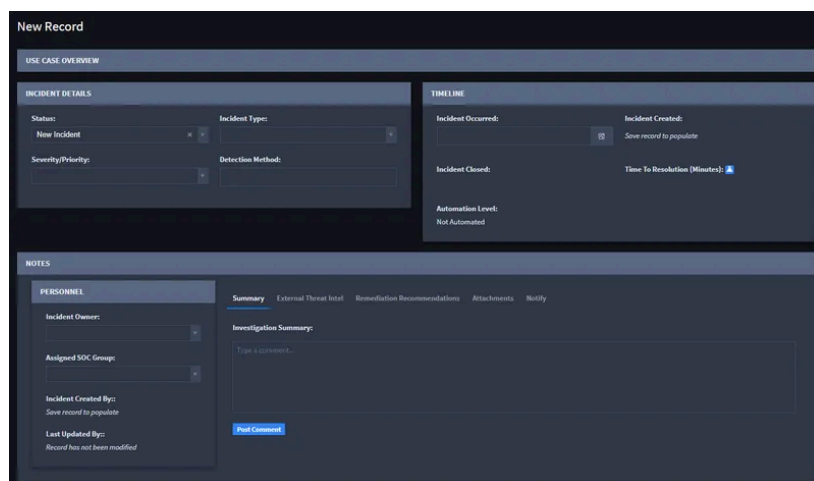 New Record
USE CASE OVERVIEW
INCIDENT DETAILS
Status:
New Incident
Incident Type:
Severity/Priority:
Detection Method:
TIMELINE
Incident Occurred:
Incident Created:
Save record to populate
Incident Closed:
Time To Resolution (Minutes):
Automation Level:
Not Automated
NOTES
PERSONNEL
Incident Owner:
Assigned SOC Group:
Incident Created By::
Save record to populate
Last Updated By::
Record has not been modified
Summary External Threat Intel Remediation Recommendations Attachments Notify
Investigation Summary:
Type a comment...
Post Comment